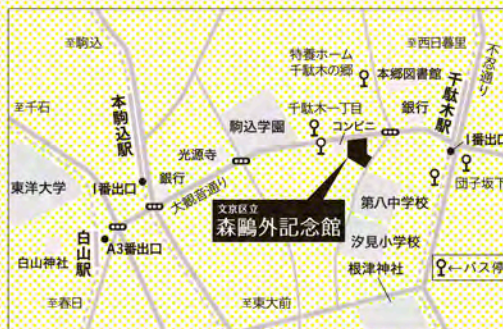 至駒込
至西日暮里
不忍通り
特養ホーム
千駄木の郷
本郷図書館
千駄木駅
銀行
至千石
本駒込駅
千駄木一丁目
コンビニ
駒込学園
1番出口
光源寺
東洋大学
1番出口
銀行
大観音通り
団子坂下
文京区立
森鷗外記念館
第八中学校
白山駅
A3番出口
汐見小学校
白山神社
根津神社
←バス停
至春日
至東大前